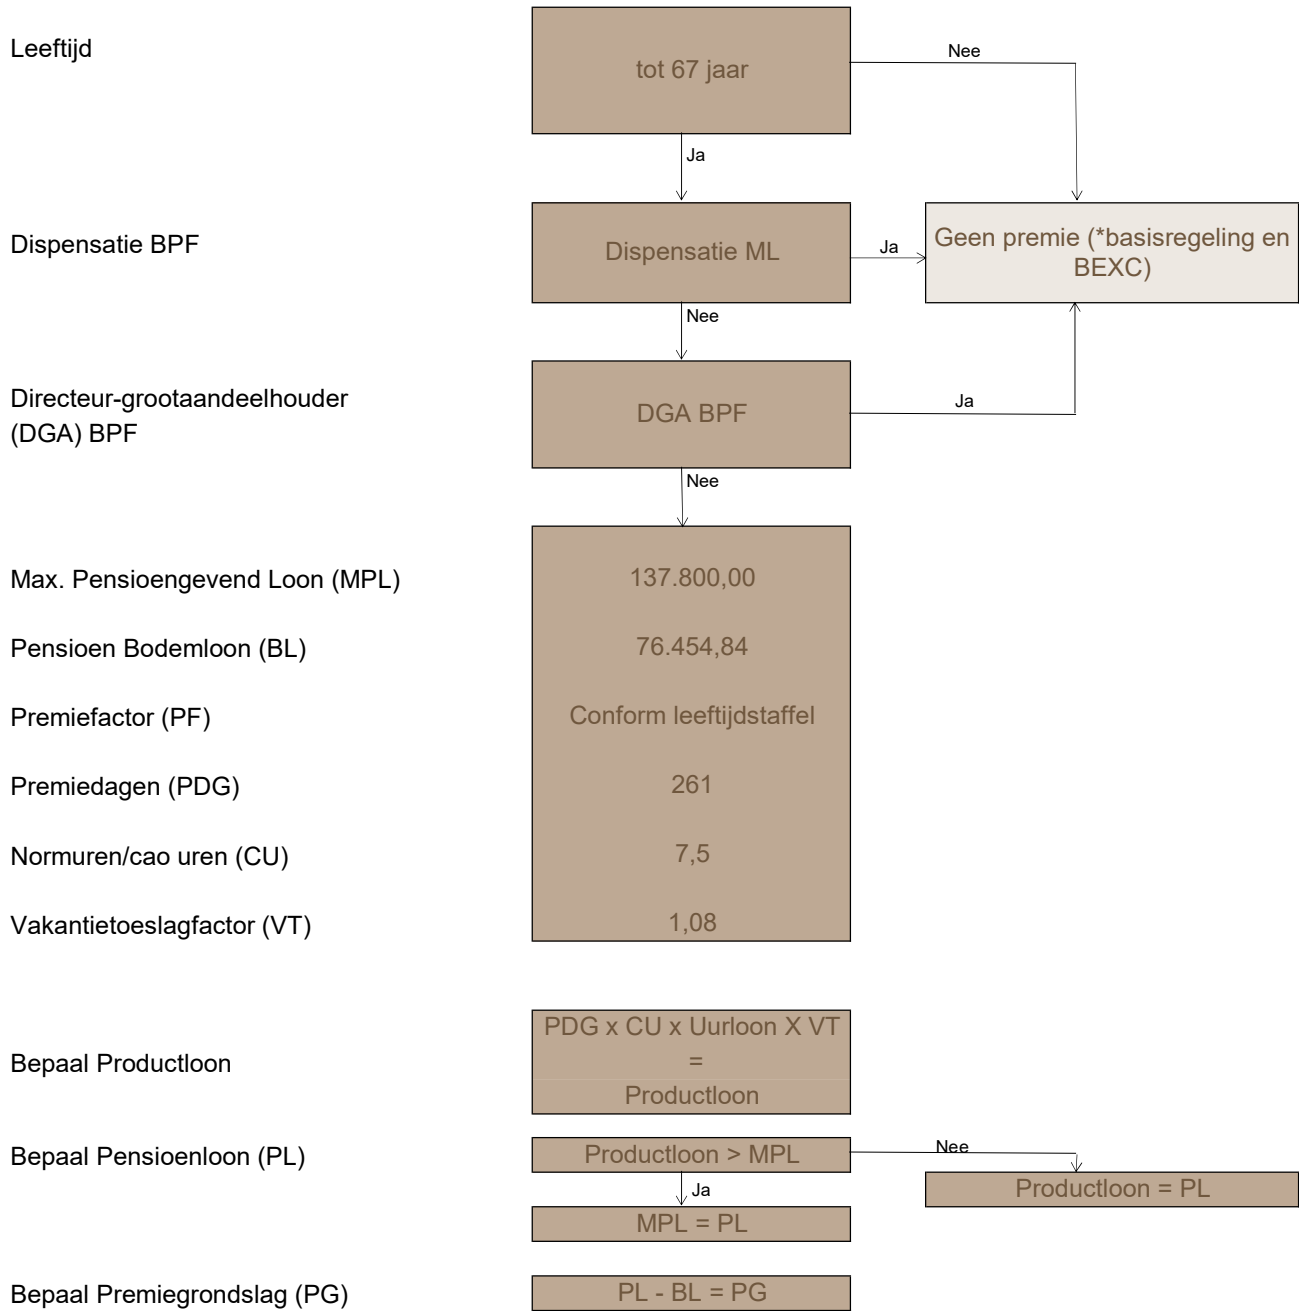 Leeftijd
tot 67 jaar
Nee
Ja
Dispensatie BPF
Dispensatie ML
Ja
Geen premie (*basisregeling en
BEXC)
Nee
Directeur-grootaandeelhouder
(DGA) BPF
DGA BPF
Ja
Nee
Max. Pensioengevend Loon (MPL)
137.800,00
Pensioen Bodemloon (BL)
76.454,84
Premiefactor (PF)
Conform leeftijdstaffel
Premiedagen (PDG)
261
Normuren/cao uren (CU)
7,5
Vakantietoeslagfactor (VT)
1,08
Bepaal Productloon
PDG x CU x Uurloon X VT
=
Productloon
Bepaal Pensioenloon (PL)
Productloon > MPL
Nee
Productloon = PL
Ja
MPL = PL
Bepaal Premiegrondslag (PG)
PL - BL = PG